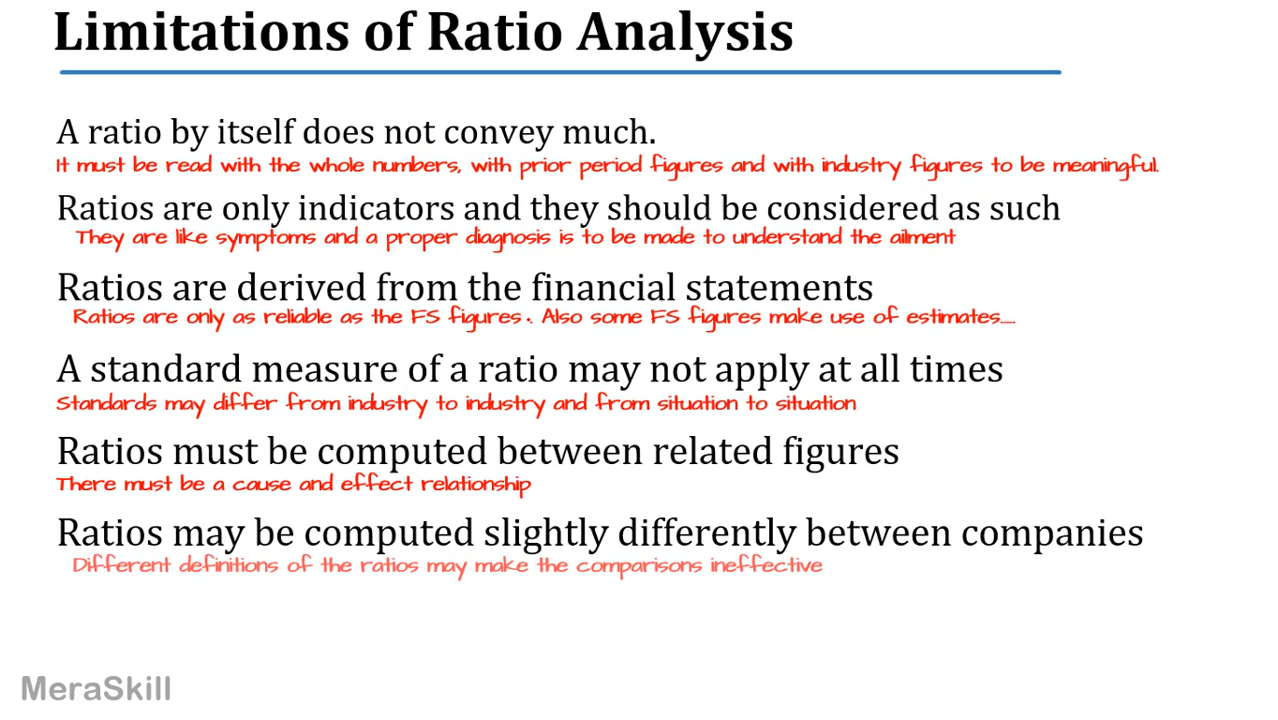 Limitations of Ratio Analysis
A ratio by itself does not convey much.
It must be read with the whole numbers, with prior period figures and with industry figures to be meaningful.
Ratios are only indicators and they should be considered as such
They are like symptoms and a proper diagnosis is to be made to understand the ailment
Ratios are derived from the financial statements
Ratios are only as reliable as the FS figures.. Also some FS figures make use of estimates.....
A standard measure of a ratio may not apply at all times
Standards may differ from industry to industry and from situation to situation
Ratios must be computed between related figures
There must be a cause and effect relationship
Ratios may be computed slightly differently between companies
Different definitions of the ratios may make the comparisons ineffective
MeraSkill